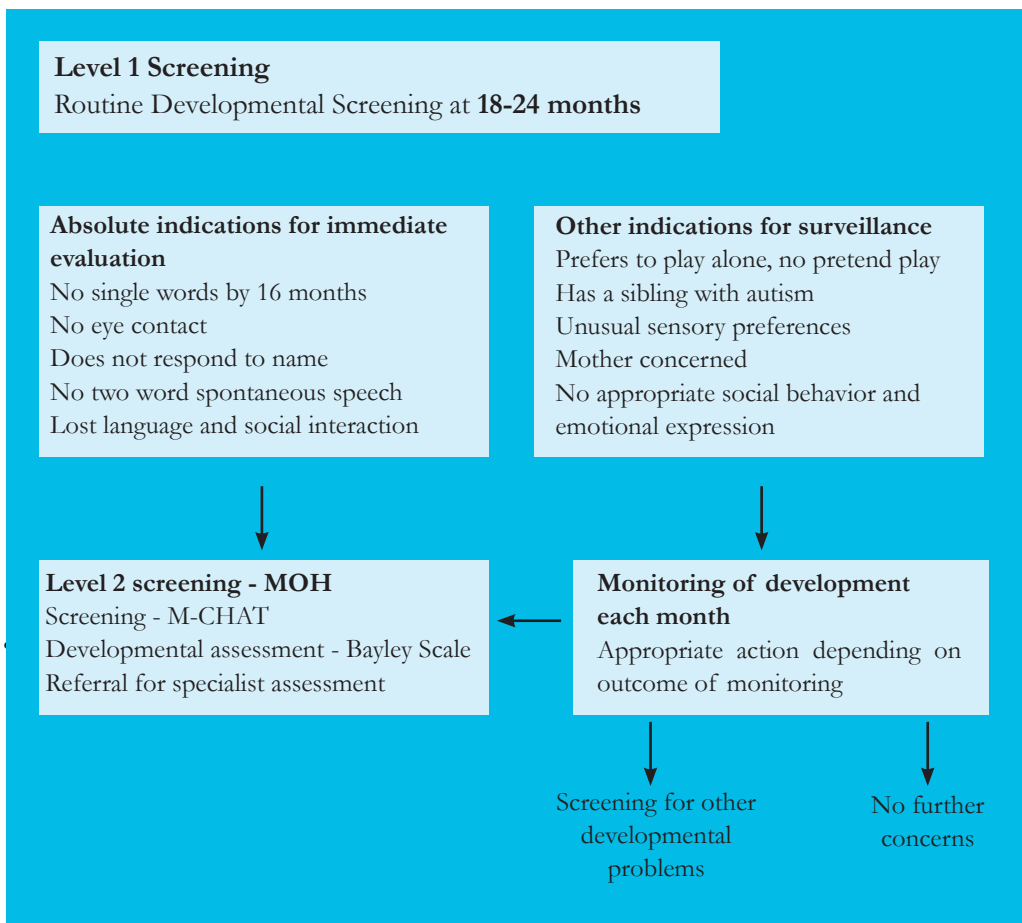 Level 1 Screening
Routine Developmental Screening at 18-24 months
Absolute indications for immediate
evaluation
No single words by 16 months
No eye contact
Does not respond to name
No two word spontaneous speech
Lost language and social interaction
Other indications for surveillance
Prefers to play alone, no pretend play
Has a sibling with autism
Unusual sensory preferences
Mother concerned
No appropriate social behavior and
emotional expression
Level 2 screening - MOH
Screening - M-CHAT
Developmental assessment - Bayley Scale
Referral for specialist assessment
Monitoring of development
each month
Appropriate action depending on
outcome of monitoring
Screening for other
developmental
problems
No further
concerns